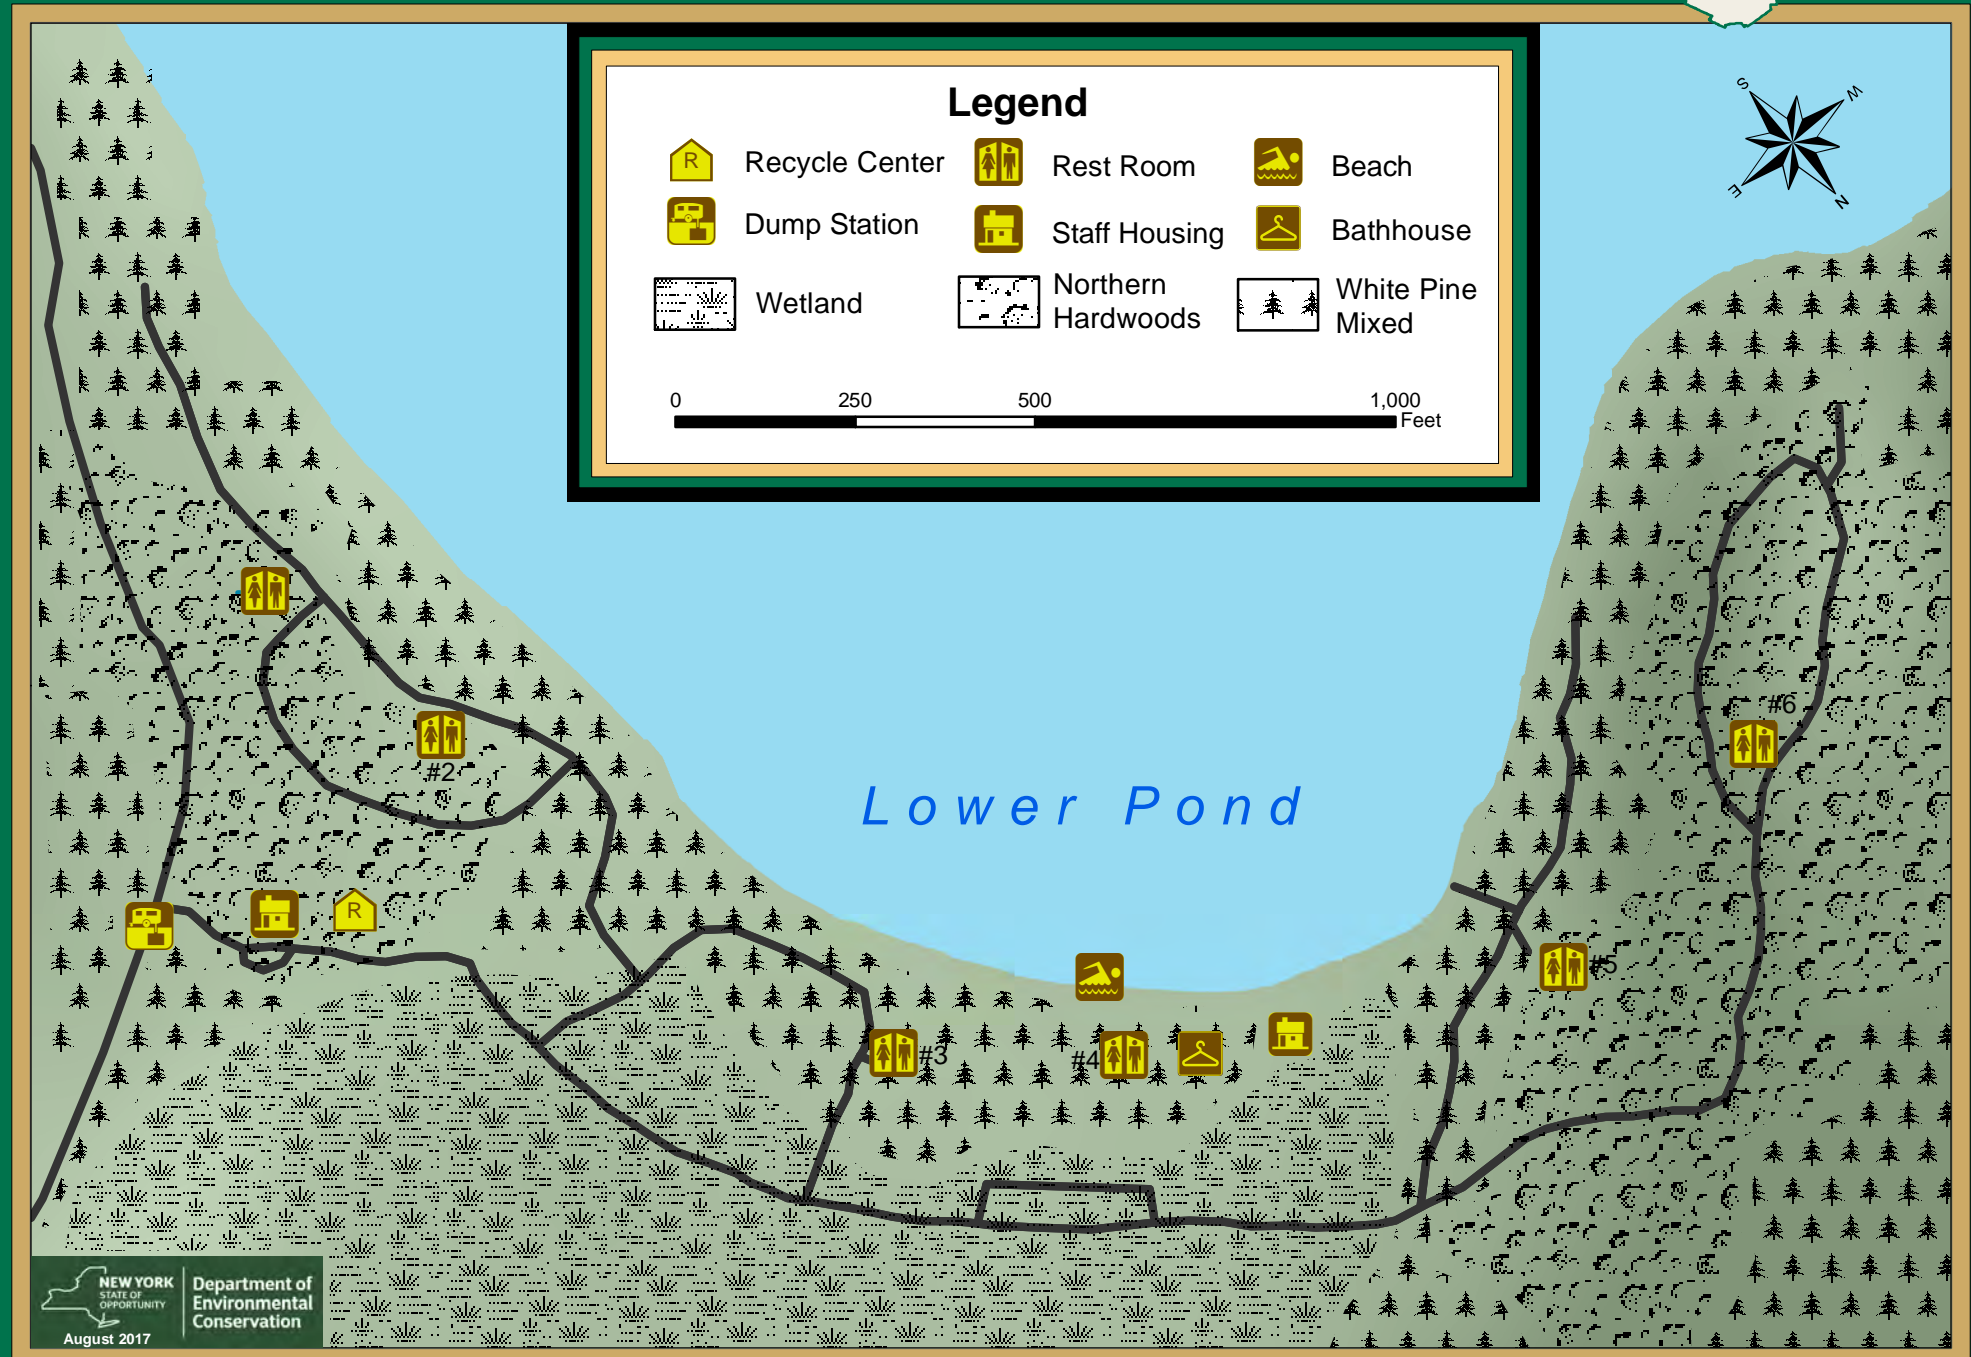 Legend
R Recycle Center
Rest Room
Beach
Dump Station
Staff Housing
Bathhouse
Wetland
Northern
Hardwoods
White Pine
Mixed
0 250 500 1,000
Feet
S W
E N
#6
#2
Lower Pond
R
#5
#3
#4
NEW YORK
STATE OF
OPPORTUNITY
Department of
Environmental
Conservation
August 2017